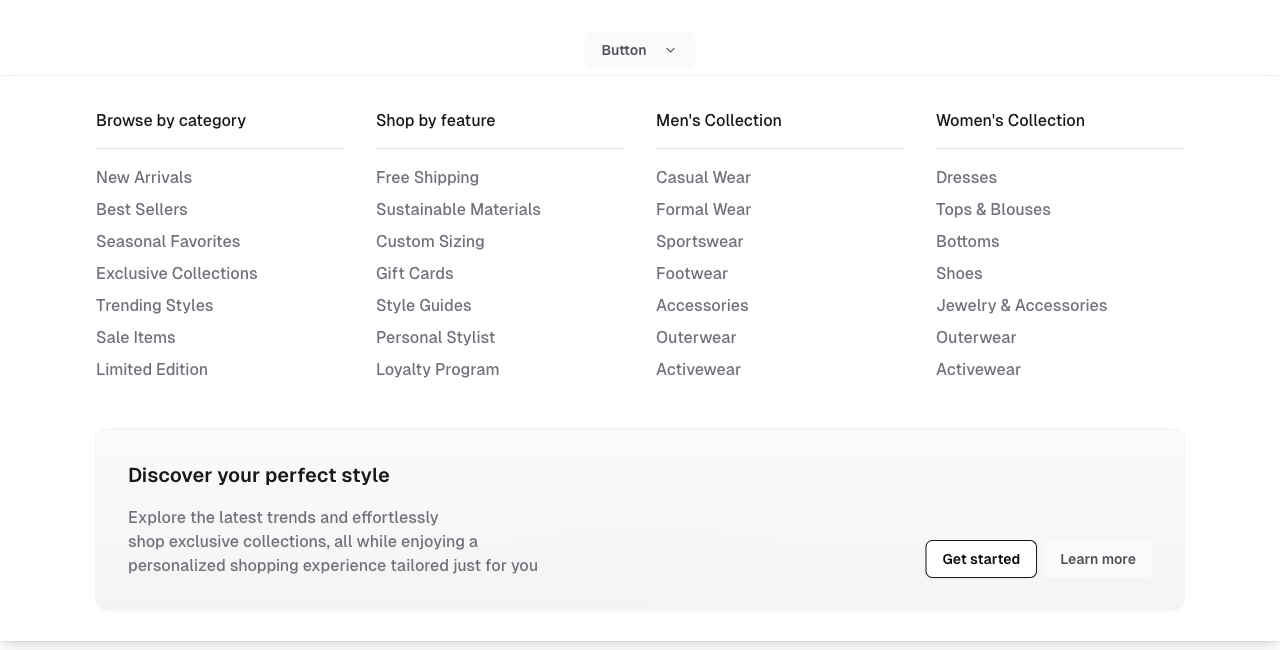 Button
Browse by category
New Arrivals
Best Sellers
Seasonal Favorites
Exclusive Collections
Trending Styles
Sale Items
Limited Edition
Shop by feature
Free Shipping
Sustainable Materials
Custom Sizing
Gift Cards
Style Guides
Personal Stylist
Loyalty Program
Men's Collection
Casual Wear
Formal Wear
Sportswear
Footwear
Accessories
Outerwear
Activewear
Women's Collection
Dresses
Tops & Blouses
Bottoms
Shoes
Jewelry & Accessories
Outerwear
Activewear
Discover your perfect style
Explore the latest trends and effortlessly
shop exclusive collections, all while enjoying a
personalized shopping experience tailored just for you
Get started
Learn more